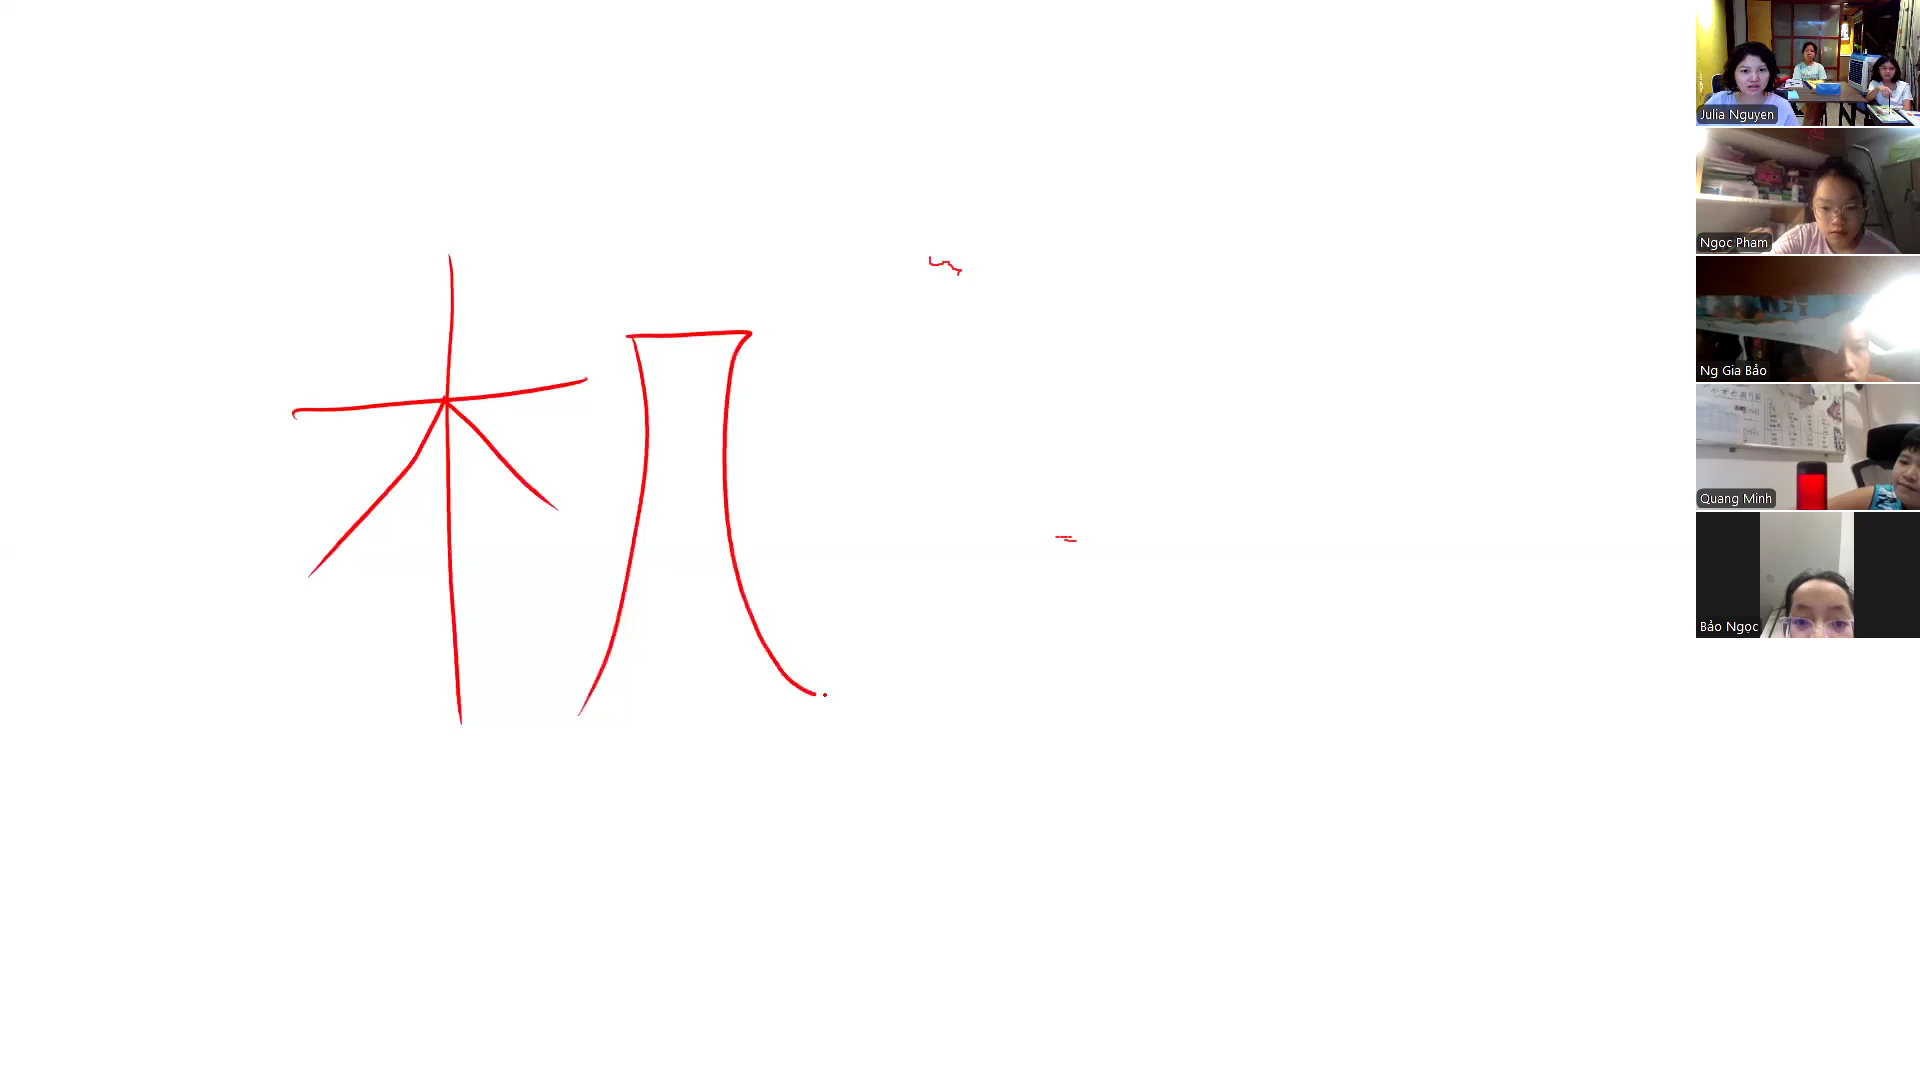 机
Julia Nguyen
Ngoc Pham
Ng Gia Bảo
Quang Minh
Bảo Ngọc